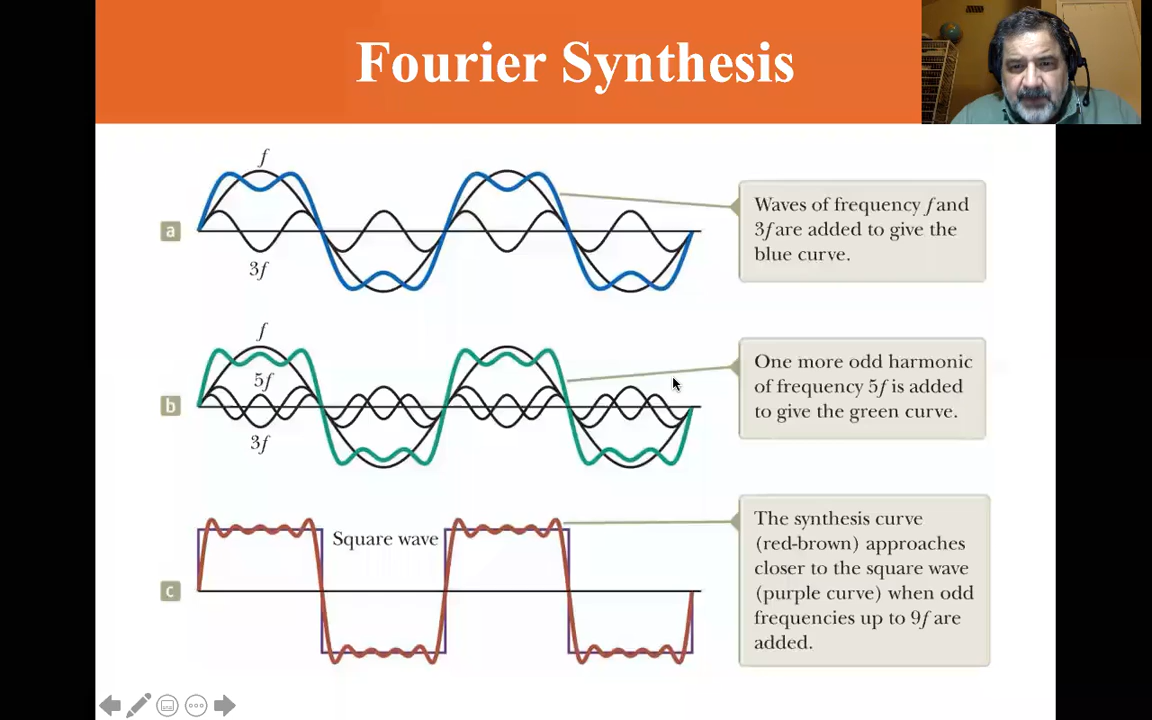 Fourier Synthesis
f
a
3f
Waves of frequency f and
3f are added to give the
blue curve.
f
5f
b
3f
One more odd harmonic
of frequency 5f is added
to give the green curve.
Square wave
c
The synthesis curve
(red-brown) approaches
closer to the square wave
(purple curve) when odd
frequencies up to 9f are
added.